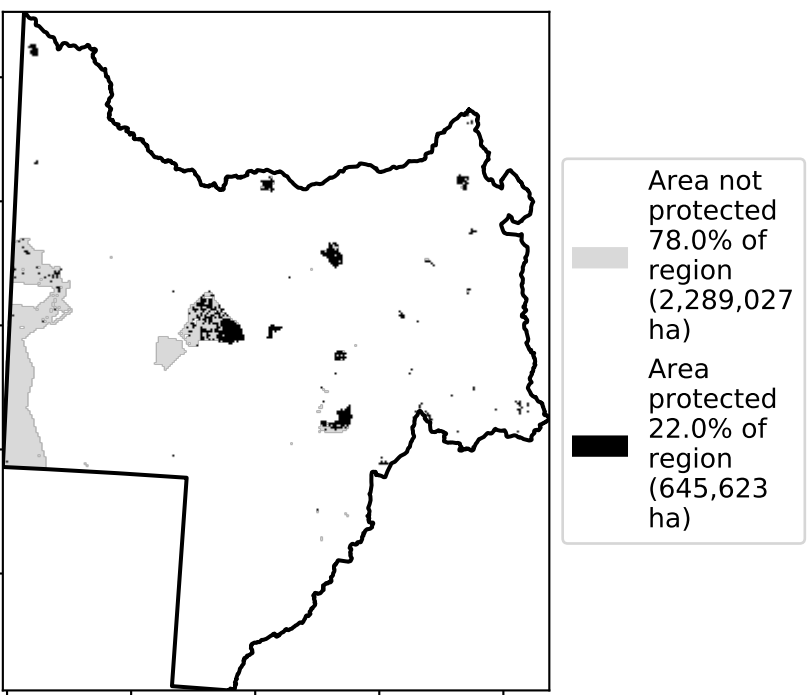 Area not
protected
78.0% of
region
(2,289,027
ha)
Area
protected
22.0% of
region
(645,623
ha)